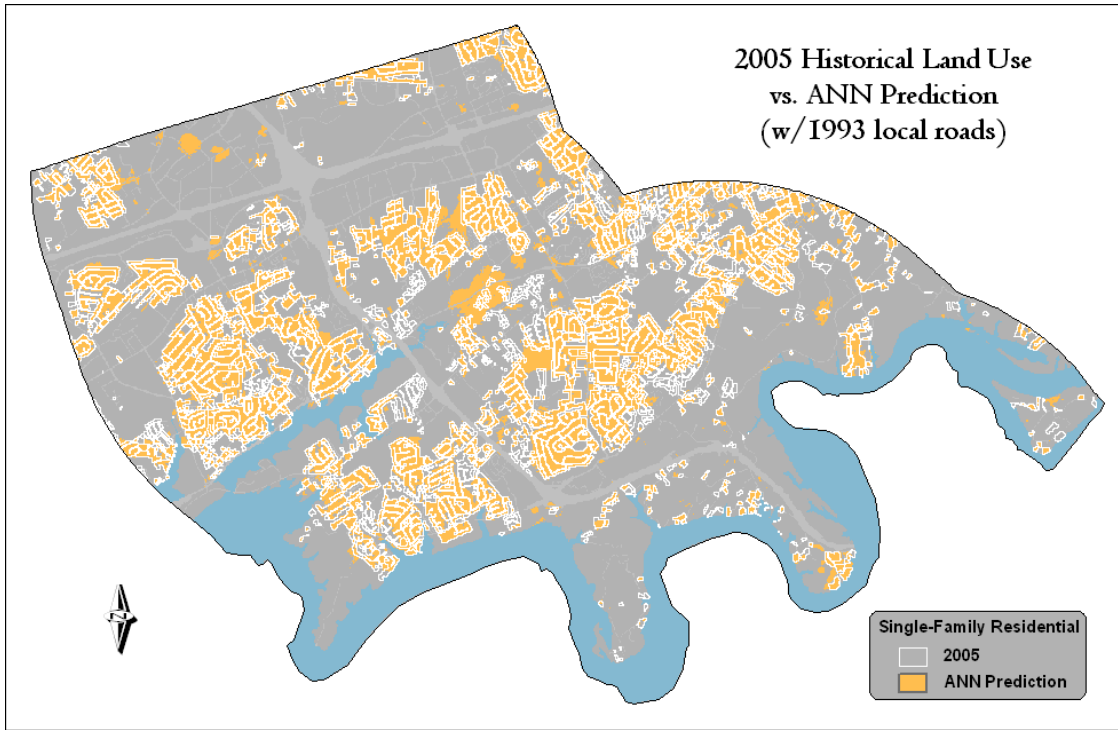 2005 Historical Land Use
vs. ANN Prediction
(w/1993 local roads)
N
Single-Family Residential
2005
ANN Prediction